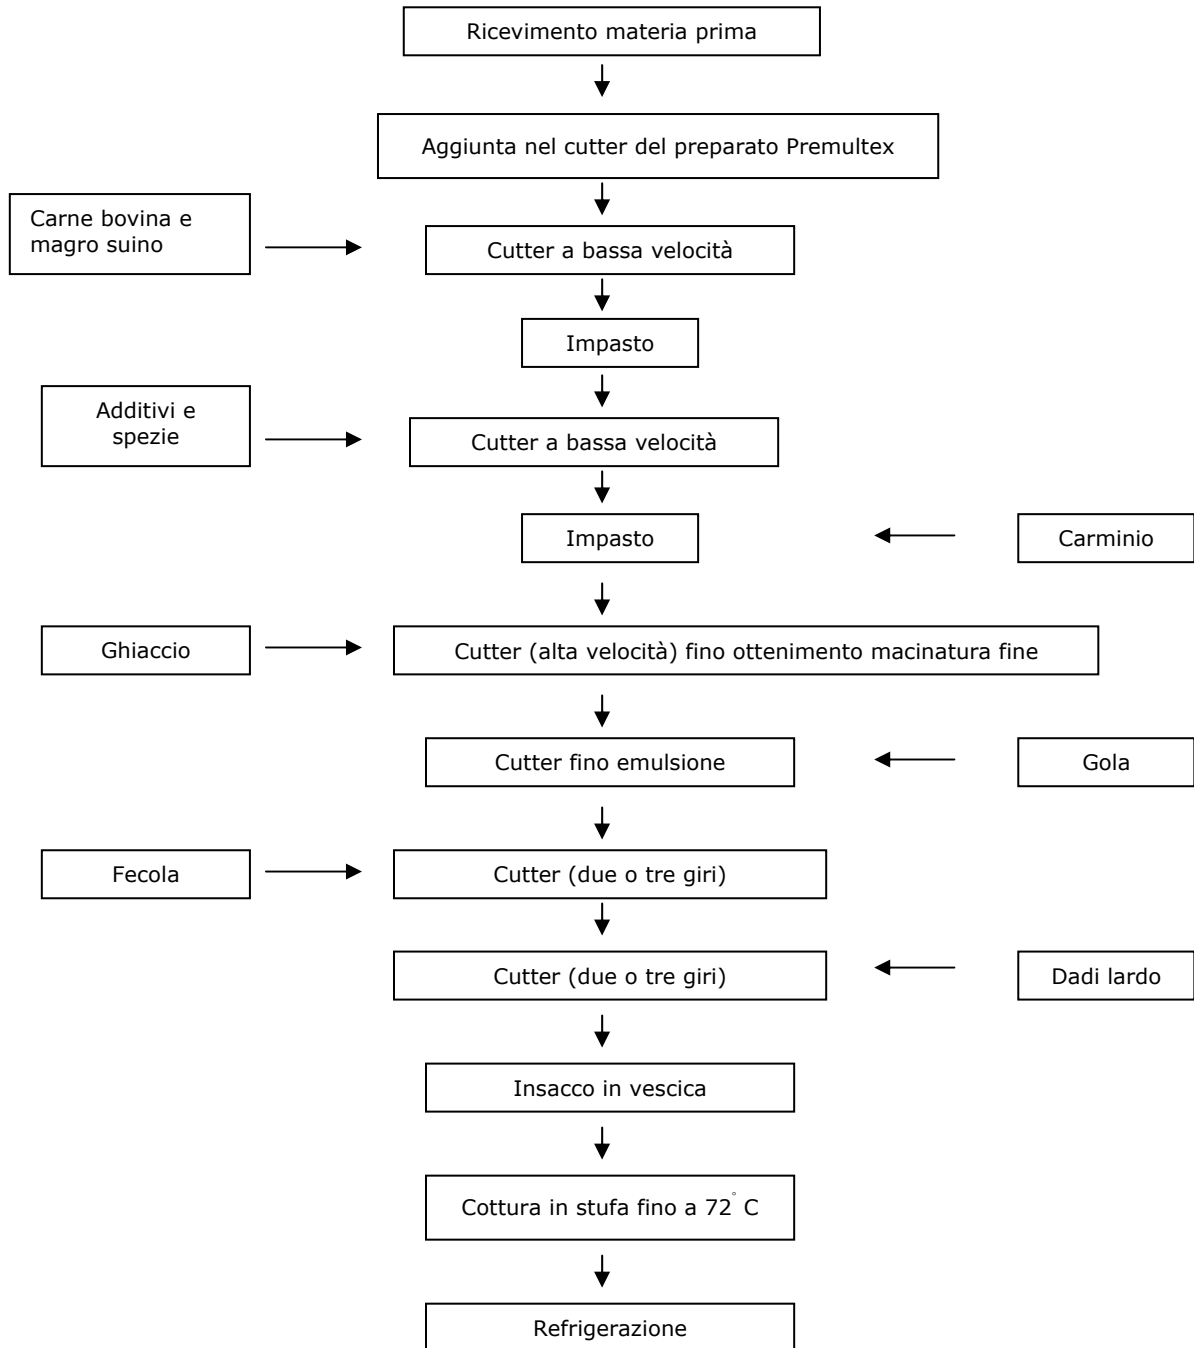 Ricevimento materia prima
Aggiunta nel cutter del preparato Premultex
Carne bovina e
magro suino
Cutter a bassa velocità
Impasto
Additivi e
spezie
Cutter a bassa velocità
Impasto
Carminio
Ghiaccio
Cutter (alta velocità) fino ottenimento macinatura fine
Cutter fino emulsione
Gola
Fecola
Cutter (due o tre giri)
Cutter (due o tre giri)
Dadi lardo
Insacco in vescica
Cottura in stufa fino a 72° C
Refrigerazione